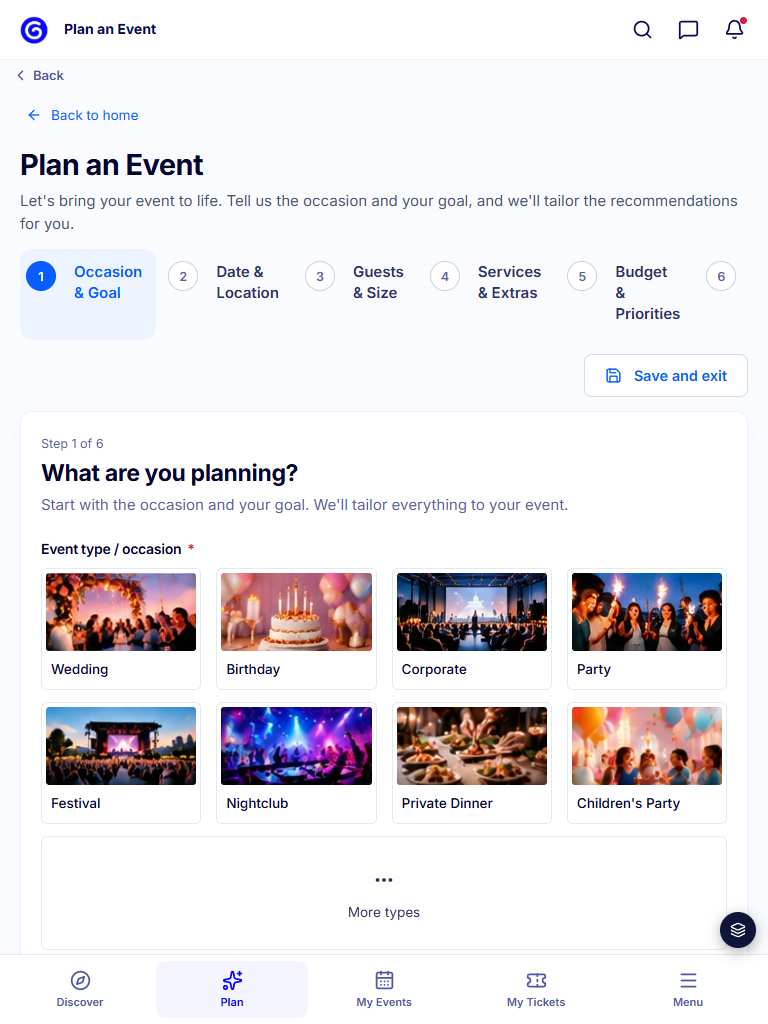 Plan an Event
Back
Back to home
Plan an Event
Let's bring your event to life. Tell us the occasion and your goal, and we'll tailor the recommendations
for you.
1
Occasion
& Goal
2
Date &
Location
3
Guests
& Size
4
Services
& Extras
5
Budget
&
Priorities
6
Save and exit
Step 1 of 6
What are you planning?
Start with the occasion and your goal. We'll tailor everything to your event.
Event type / occasion *
Wedding
Birthday
Corporate
Party
Festival
Nightclub
Private Dinner
Children's Party
More types
Discover
Plan
My Events
My Tickets
Menu